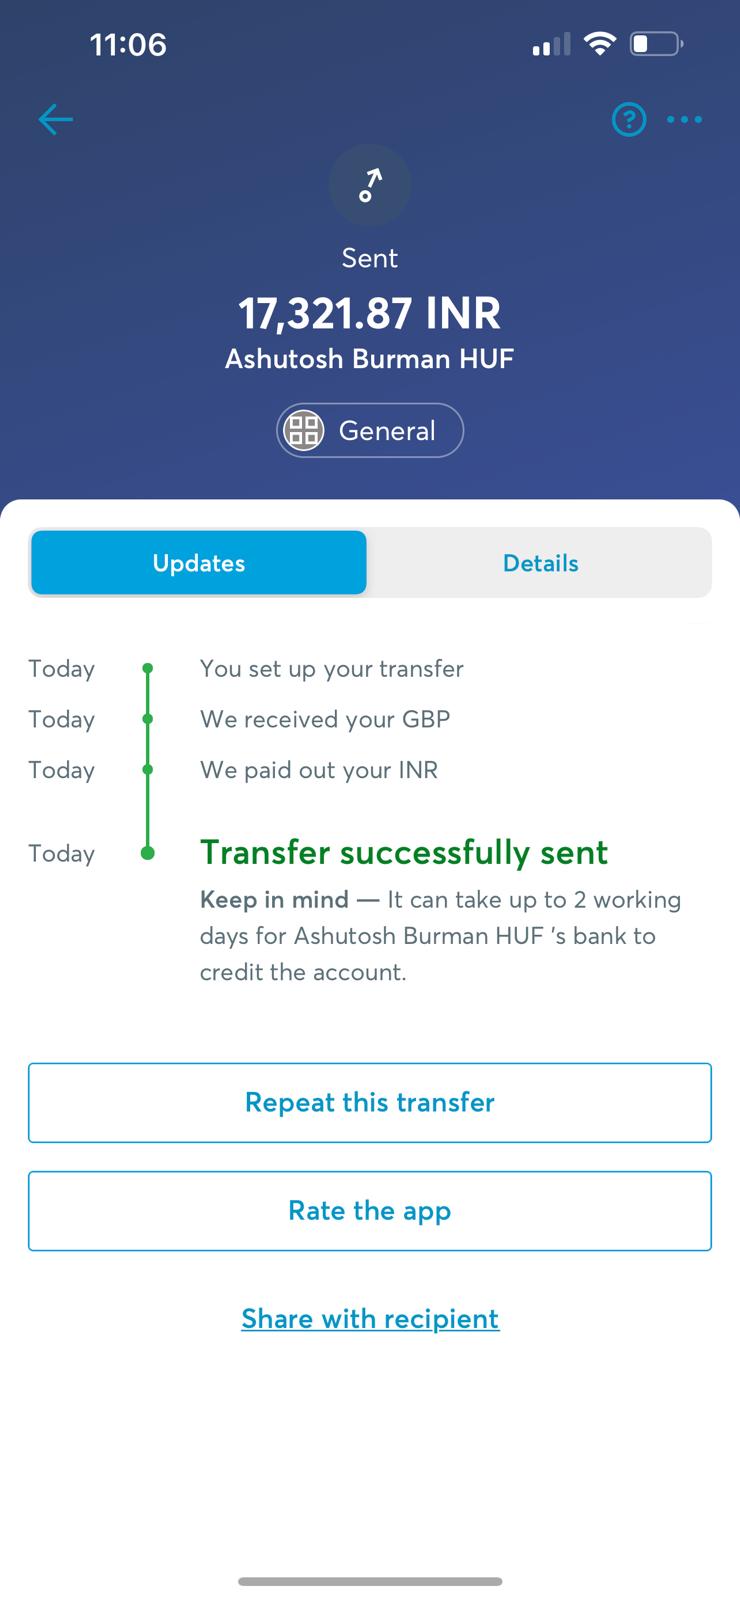 11:06
Sent
17,321.87 INR
Ashutosh Burman HUF
General
Updates
Details
Today You set up your transfer
Today We received your GBP
Today We paid out your INR
Today Transfer successfully sent
Keep in mind — It can take up to 2 working
days for Ashutosh Burman HUF 's bank to
credit the account.
Repeat this transfer
Rate the app
Share with recipient